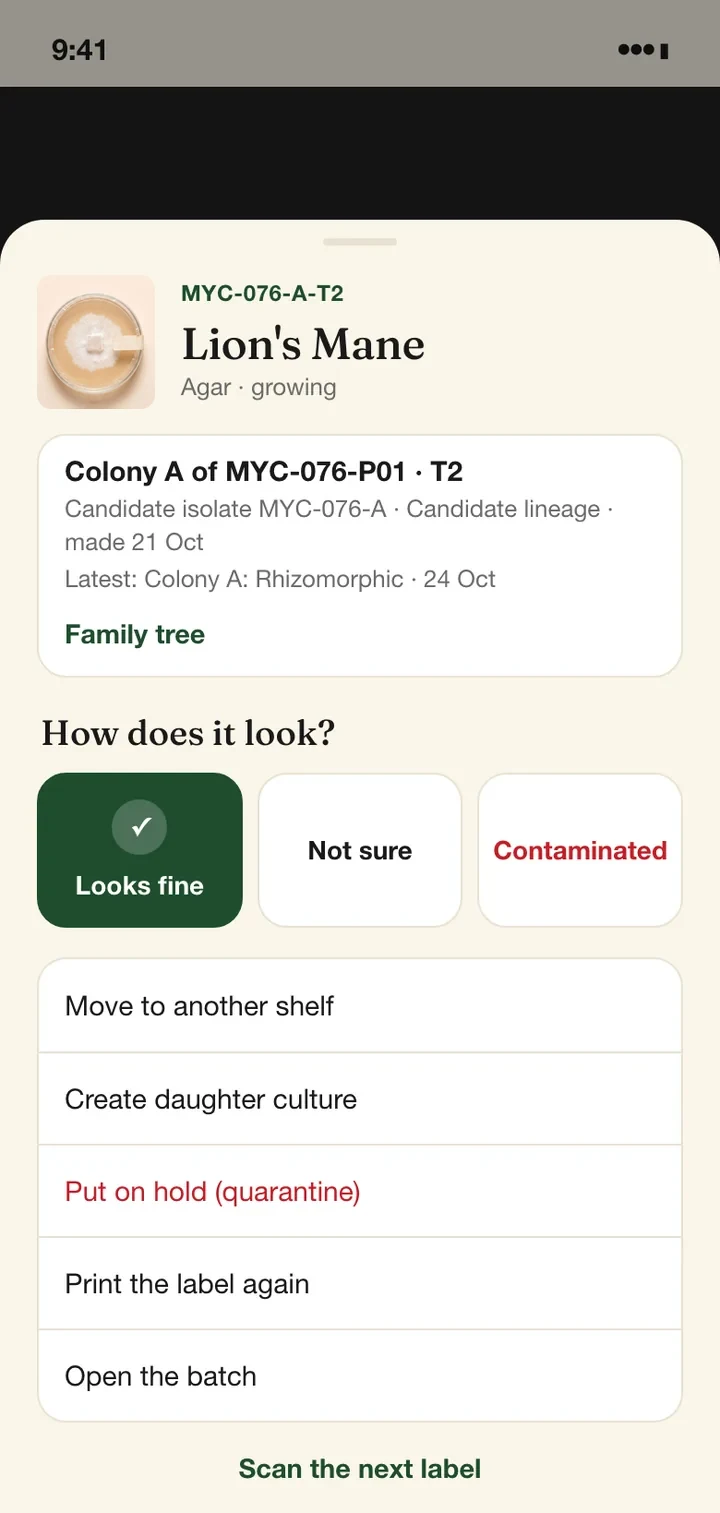 9:41
MYC-076-A-T2
Lion's Mane
Agar · growing
Colony A of MYC-076-P01 · T2
Candidate isolate MYC-076-A · Candidate lineage ·
made 21 Oct
Latest: Colony A: Rhizomorphic · 24 Oct
Family tree
How does it look?
✓
Looks fine
Not sure
Contaminated
Move to another shelf
Create daughter culture
Put on hold (quarantine)
Print the label again
Open the batch
Scan the next label